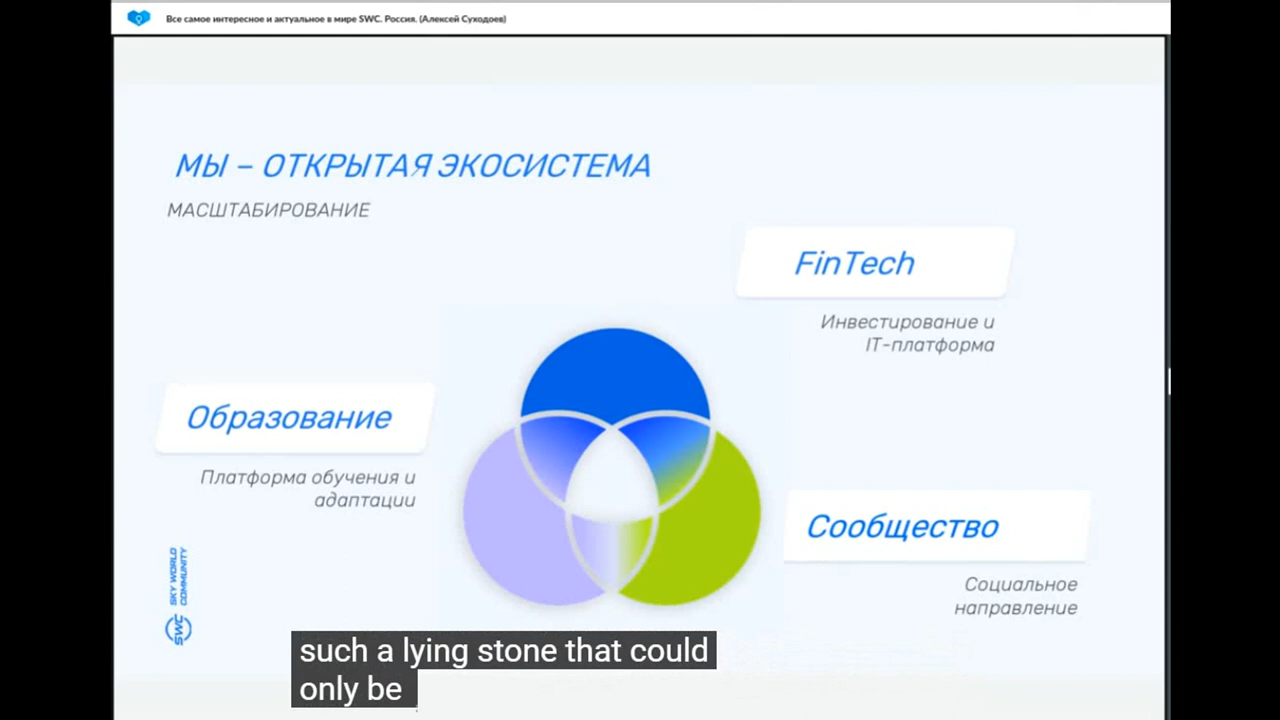 Все самое интересное и актуальное в мире SWC. Россия. (Алексей Суходоев)
МЫ – ОТКРЫТАЯ ЭКОСИСТЕМА
МАСШТАБИРОВАНИЕ
FinTech
Инвестирование и
IT-платформа
Образование
Платформа обучения и
адаптации
Сообщество
Социальное
направление
SWC
SKY WORLD
COMMUNITY
such a lying stone that could
only be